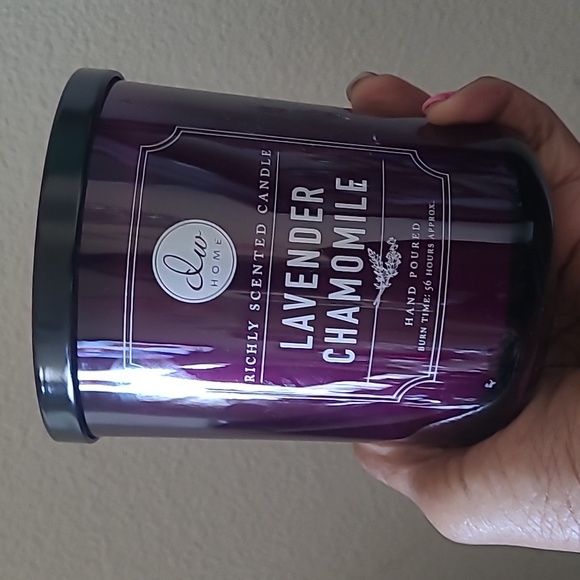 dw
HOME
RICHLY SCENTED CANDLE
LAVENDER
CHAMOMILE
HAND POURED
BURN TIME: 56 HOURS APPROX.